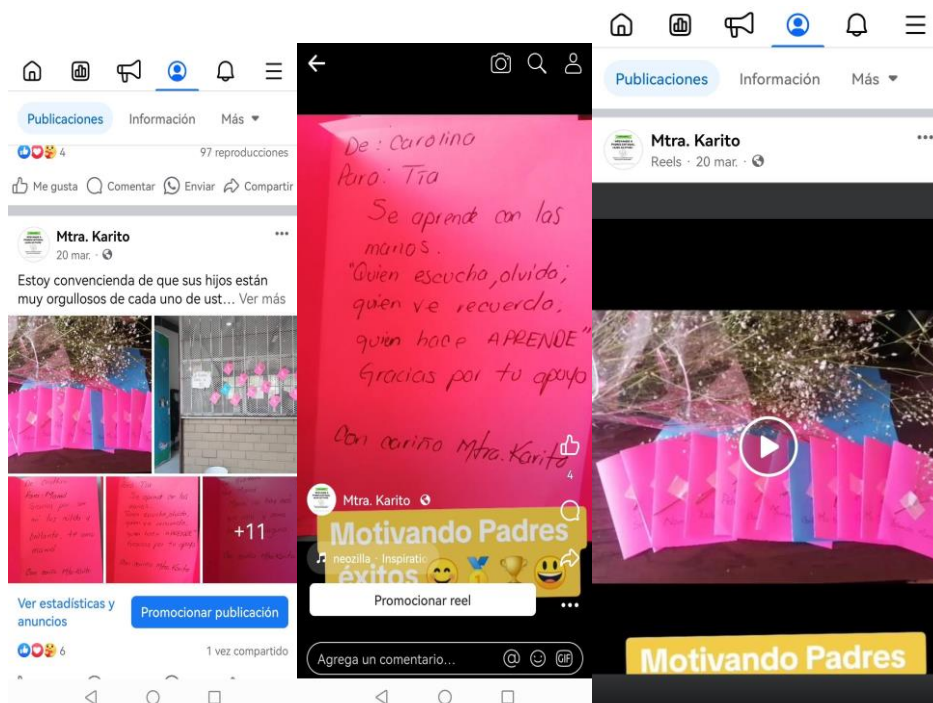 Publicaciones
Información
Más
4
97 reproducciones
Me gusta
Comentar
Enviar
Compartir
Mtra. Karito
20 mar.
Estoy convencienda de que sus hijos están
muy orgullosos de cada uno de ust... Ver más
+11
Ver estadísticas y
anuncios
Promocionar publicación
6
1 vez compartido
De: Carolina
Para: Tía
Se aprende con las
manos.
"Quien escucha, olvida;
quien ve recuerda;
quien hace APRENDE"
Gracias por tu apoyo
Con cariño Mtra. Karito
4
Mtra. Karito
Motivando Padres
neozilla · Inspiratio
éxitos
Promocionar reel
Agrega un comentario...
GIF
Publicaciones
Información
Más
Mtra. Karito
Reels · 20 mar.
Motivando Padres